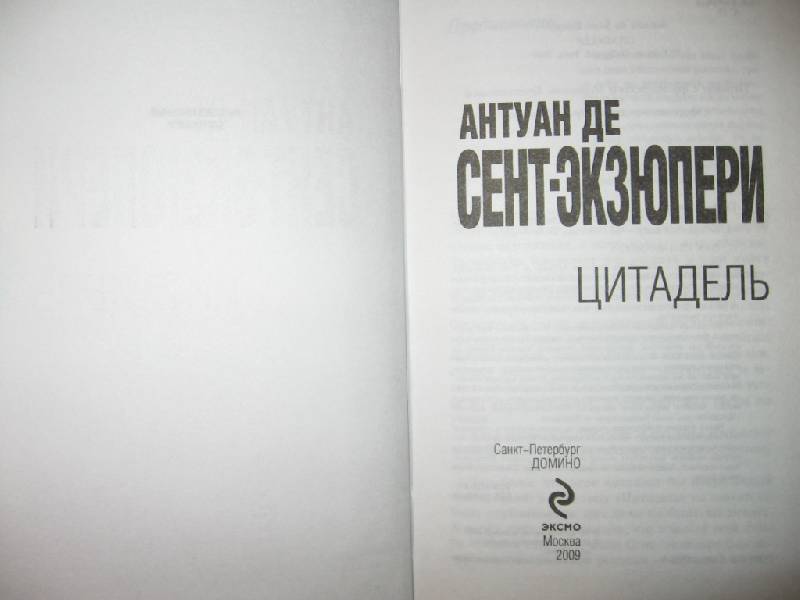 АНТУАН ДЕ
СЕНТ-ЭКЗЮПЕРИ
ЦИТАДЕЛЬ
Санкт-Петербург
ДОМИНО
ЭКСМО
Москва
2009